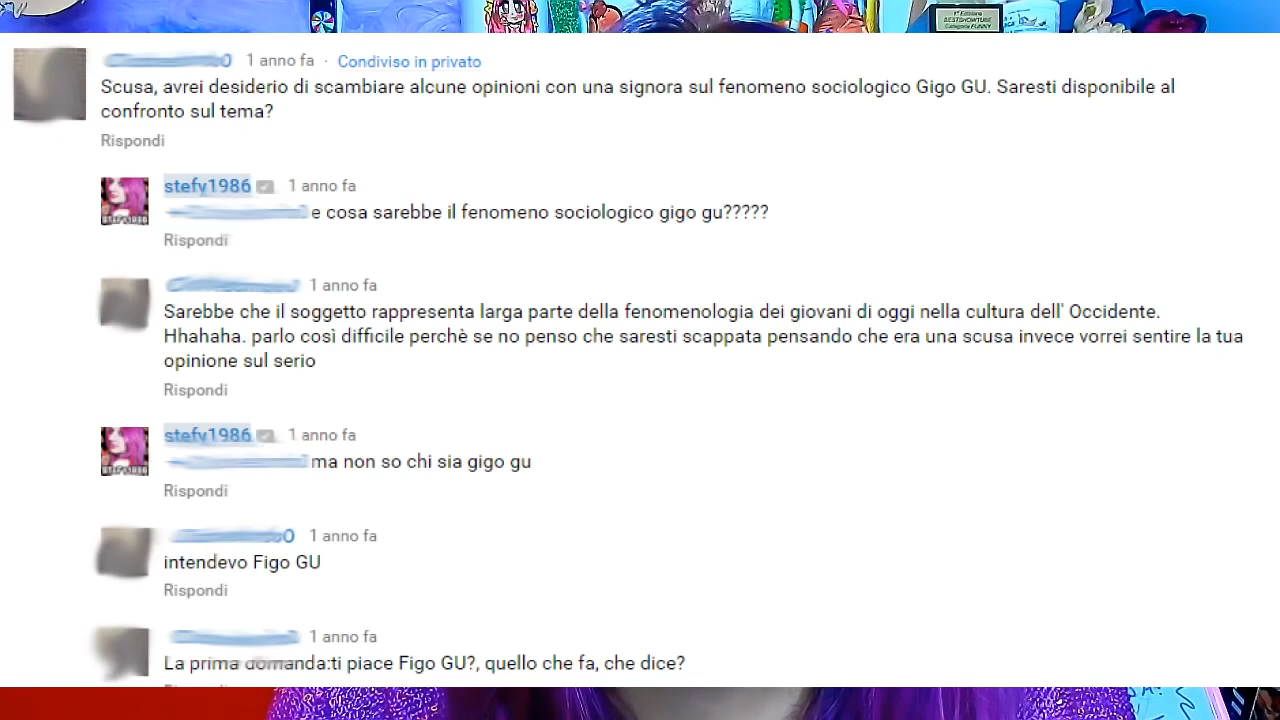 1° Edizione
BESTSHOWTUBE
Categoria FUNNY
1 anno fa · Condiviso in privato
Scusa, avrei desiderio di scambiare alcune opinioni con una signora sul fenomeno sociologico Gigo GU. Saresti disponibile al
confronto sul tema?
Rispondi
stefy1986 1 anno fa
e cosa sarebbe il fenomeno sociologico gigo gu?????
Rispondi
1 anno fa
Sarebbe che il soggetto rappresenta larga parte della fenomenologia dei giovani di oggi nella cultura dell' Occidente.
Hhahaha. parlo così difficile perchè se no penso che saresti scappata pensando che era una scusa invece vorrei sentire la tua
opinione sul serio
Rispondi
stefy1986 1 anno fa
ma non so chi sia gigo gu
Rispondi
1 anno fa
intendevo Figo GU
Rispondi
1 anno fa
La prima domanda:ti piace Figo GU?, quello che fa, che dice?